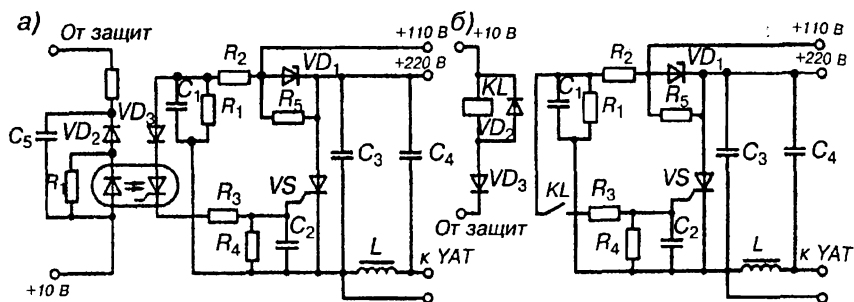 а)
От защит
C5
VD2
VD3
R1
+10 В
C1
R1
R2
VD1
R5
+110 В
+220 В
C3
C4
VS
R3
R4
C2
L
к YAT
б)
+10 В
KL
VD2
VD3
От защит
KL
C1
R1
R2
VD1
R5
+110 В
+220 В
C3
C4
VS
R3
R4
C2
L
к YAT